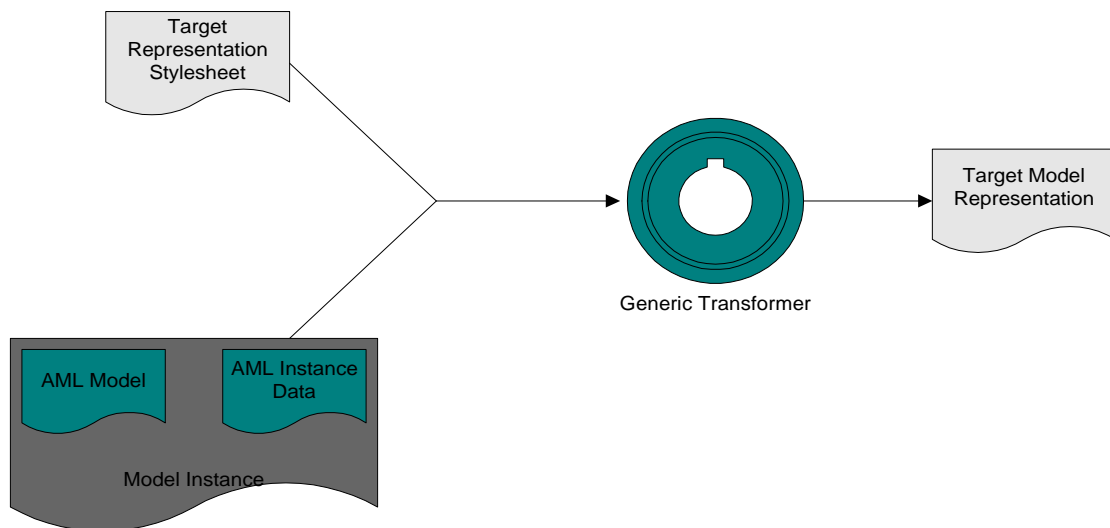 Target
Representation
Stylesheet
Target Model
Representation
Generic Transformer
AML Model
AML Instance
Data
Model Instance